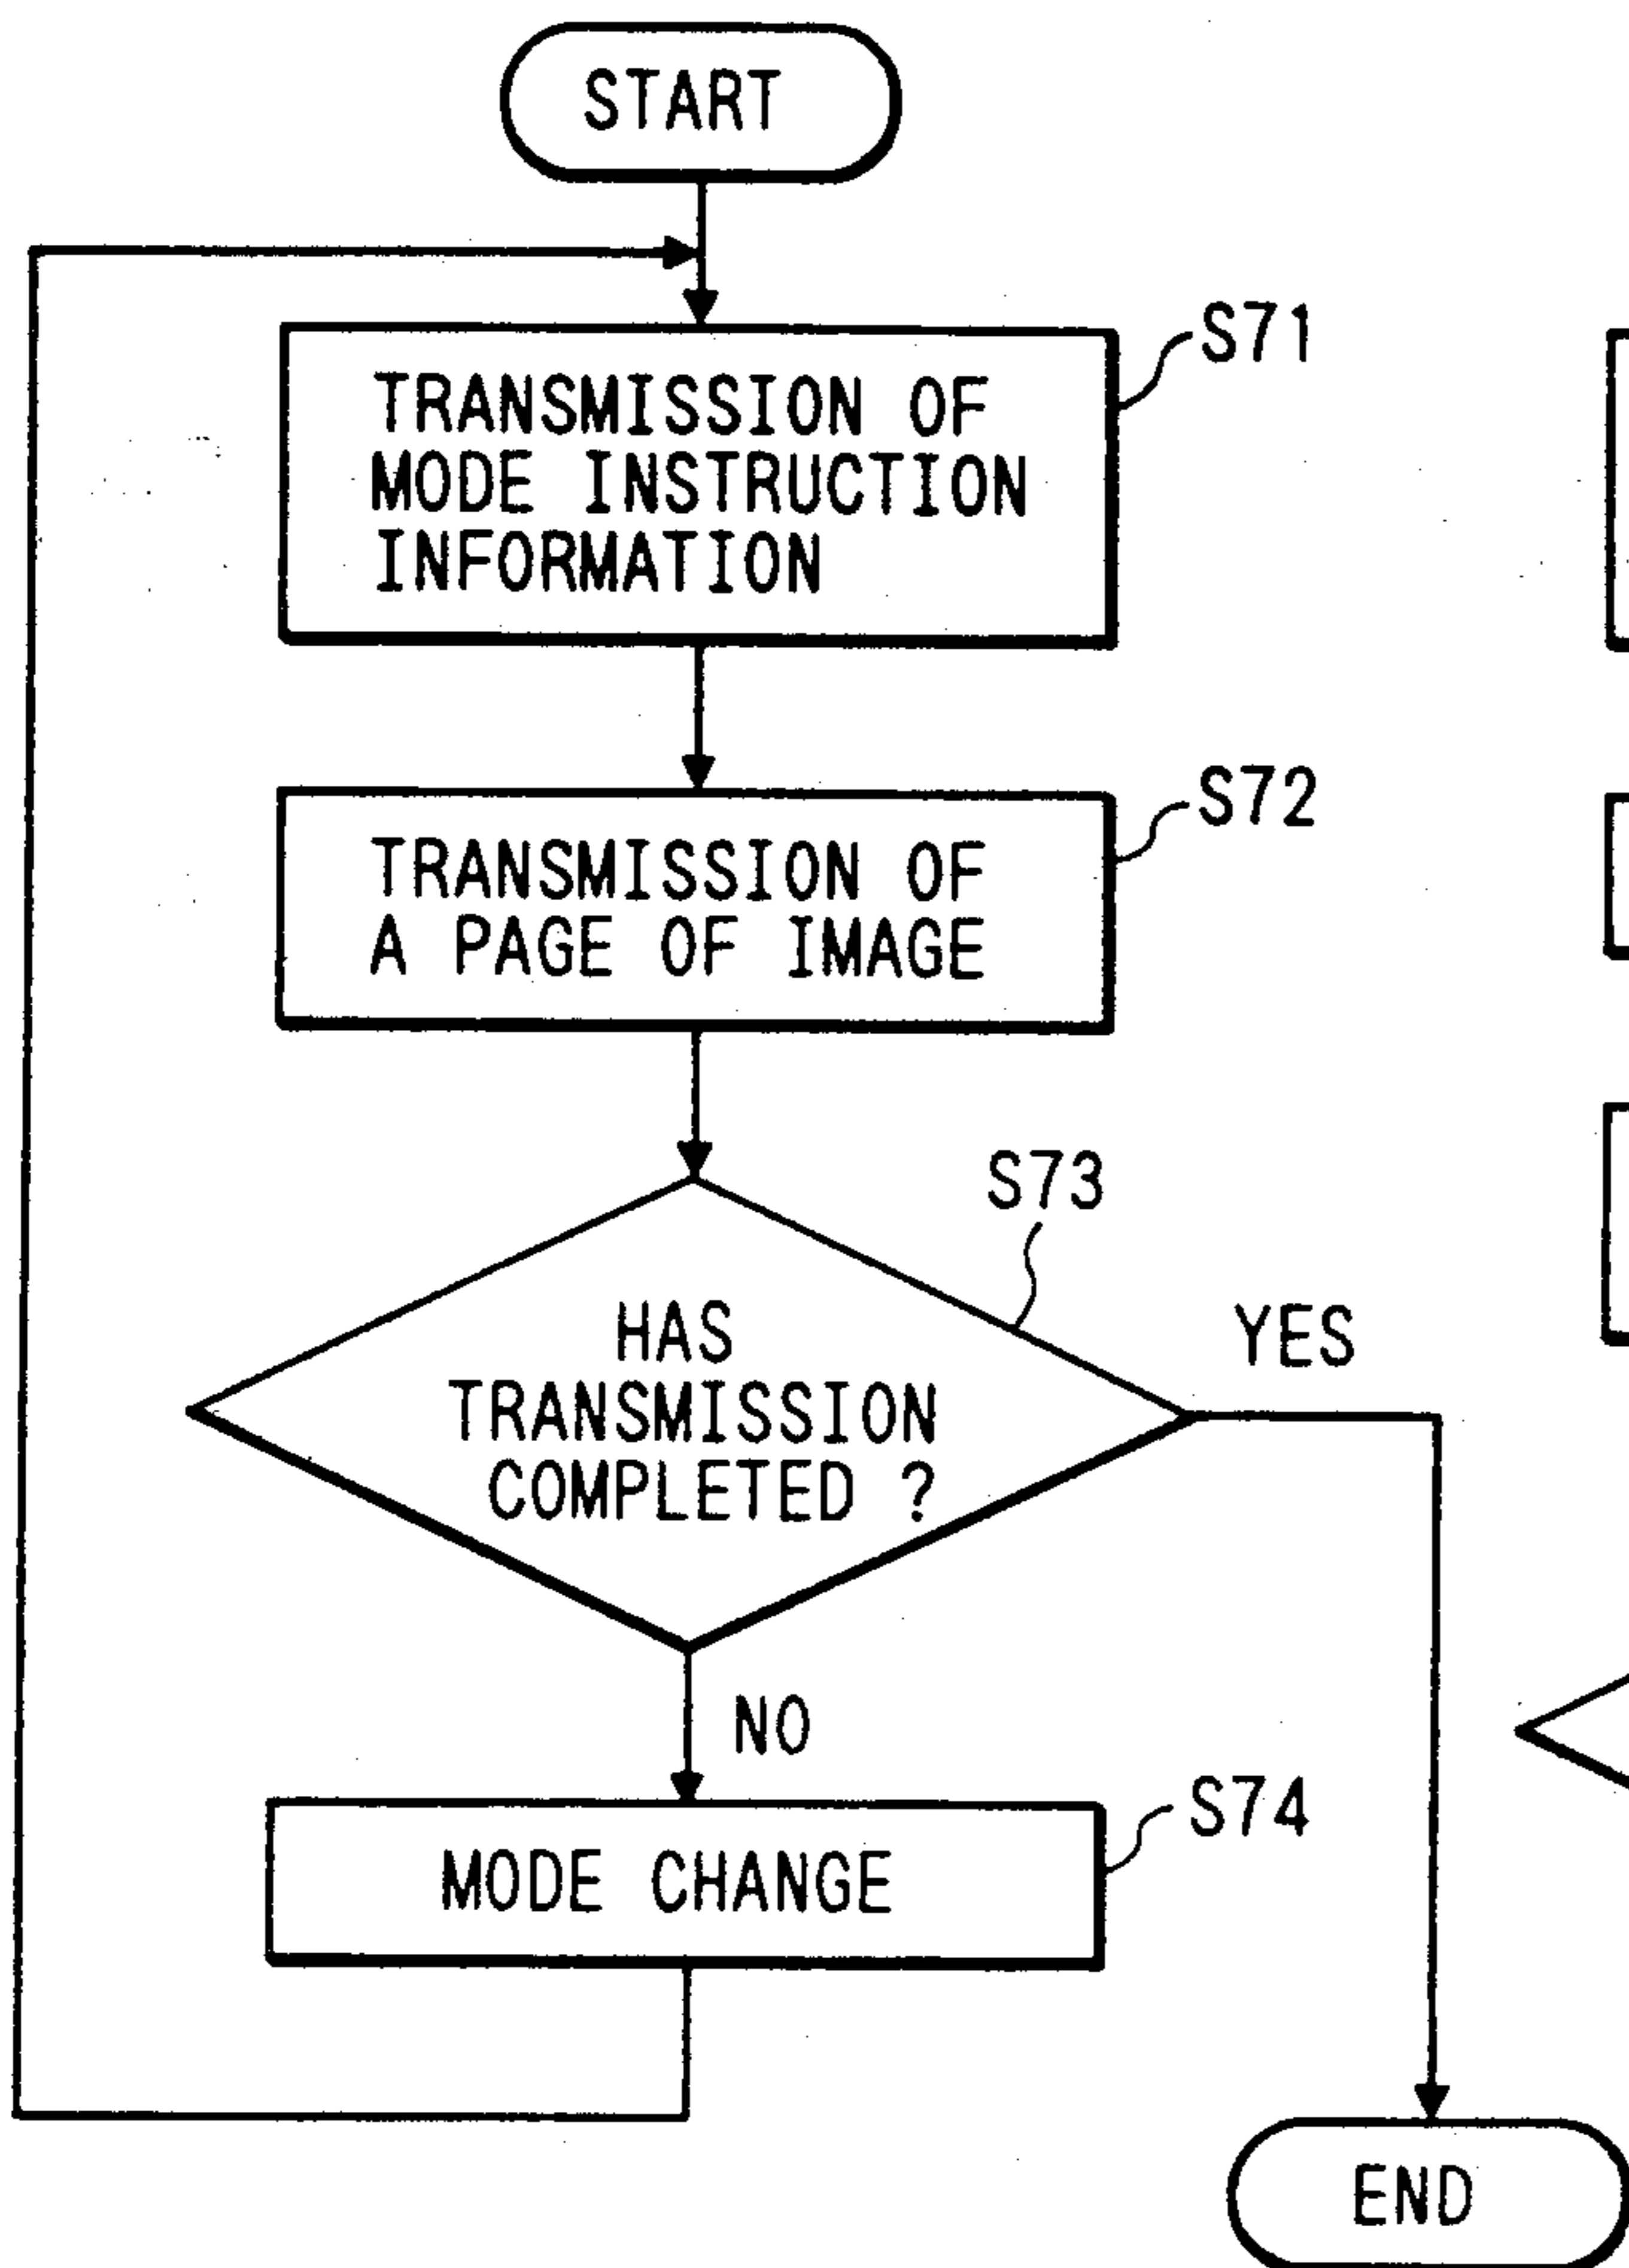 START
S71
TRANSMISSION OF
MODE INSTRUCTION
INFORMATION
S72
TRANSMISSION OF
A PAGE OF IMAGE
S73
HAS
TRANSMISSION
COMPLETED ?
YES
NO
S74
MODE CHANGE
END